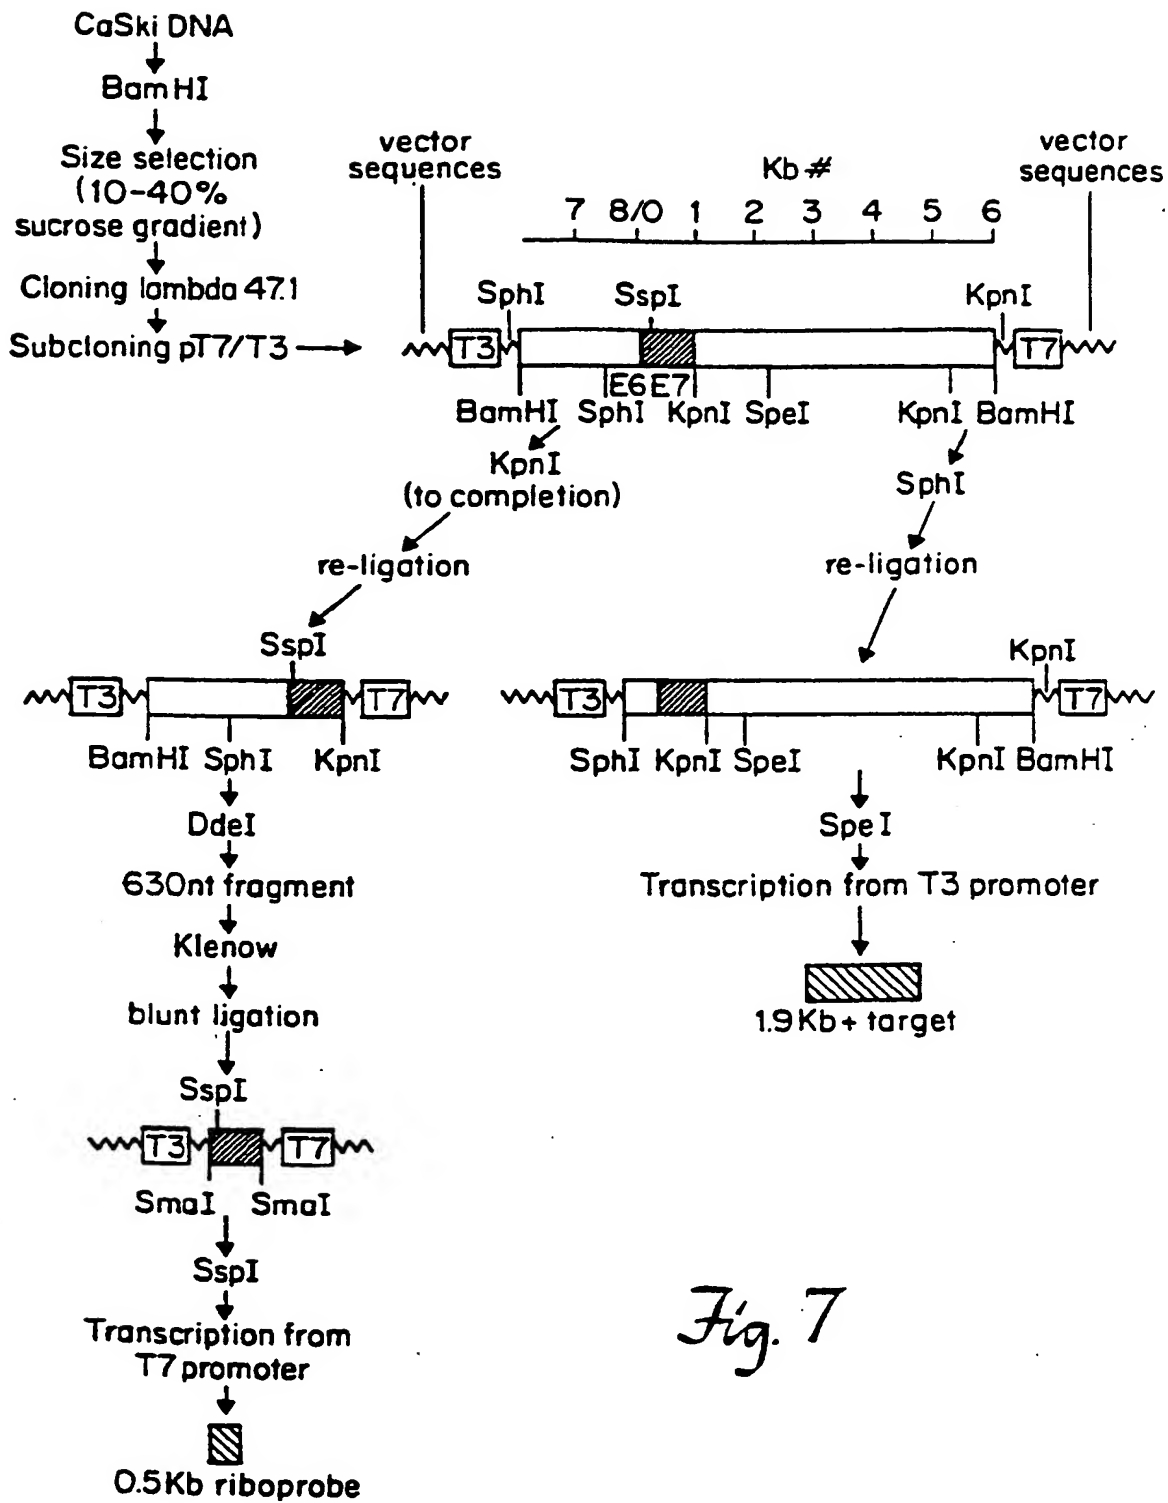 CaSki DNA
BamHI
Size selection
(10-40%
sucrose gradient)
Cloning lambda 47.1
Subcloning pT7/T3
vector
sequences
Kb#
vector
sequences
7 8/0 1 2 3 4 5 6
SphI SspI KpnI
T3 T7
E6 E7
BamHI SphI KpnI SpeI KpnI BamHI
KpnI
(to completion)
re-ligation
SphI
re-ligation
SspI
T3 T7
BamHI SphI KpnI
DdeI
630nt fragment
Klenow
blunt ligation
SspI
T3 T7
SmaI SmaI
SspI
Transcription from
T7 promoter
0.5Kb riboprobe
KpnI
T3 T7
SphI KpnI SpeI KpnI BamHI
SpeI
Transcription from T3 promoter
1.9Kb+ target
Fig. 7